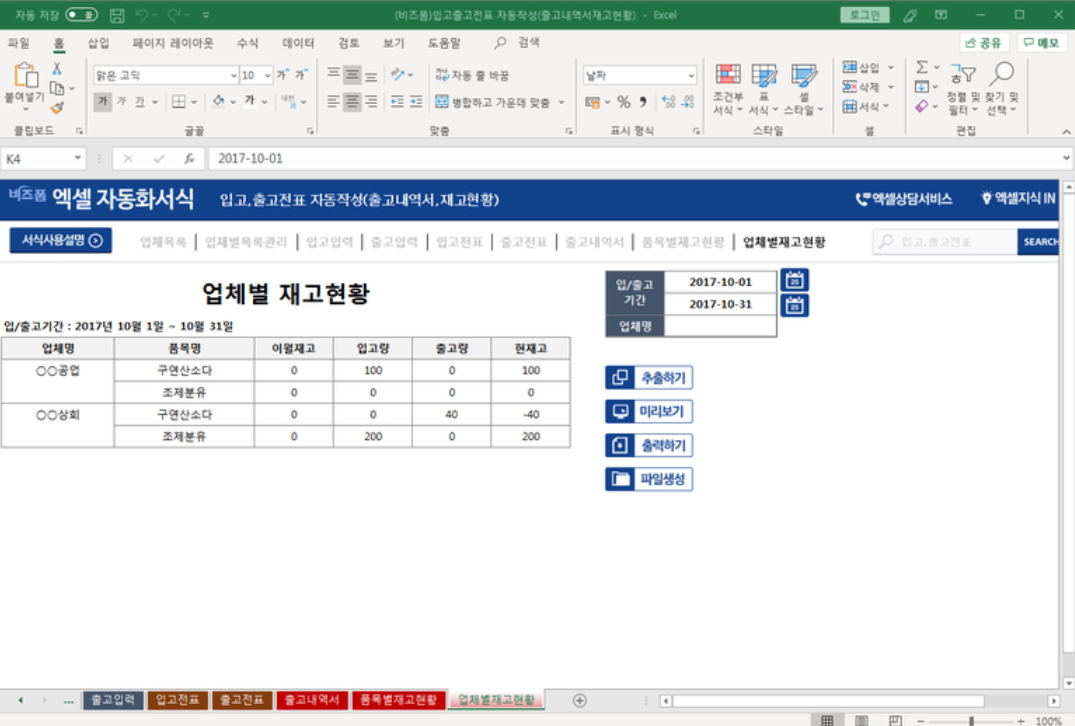 자동 저장 끔 (비즈폼)입고출고전표 자동작성(출고내역서재고현황) - Excel 로그인
파일 홈 삽입 페이지 레이아웃 수식 데이터 검토 보기 도움말 검색 공유 메모
붙여넣기 맑은 고딕 10 가 가 자동 줄 바꿈 날짜 조건부 서식 표 서식 셀 스타일 삽입 정렬 및 필터 찾기 및 선택
가 가 가 가 병합하고 가운데 맞춤 % 삭제
서식
클립보드 글꼴 맞춤 표시 형식 스타일 셀 편집
K4 fx 2017-10-01
비즈폼 엑셀 자동화서식 입고,출고전표 자동작성(출고내역서,재고현황) 엑셀상담서비스 엑셀지식 IN
서식사용설명 업체목록 업체별목록관리 입고입력 출고입력 입고전표 출고전표 출고내역서 품목별재고현황 업체별재고현황 입고,출고전표 SEARCH
업체별 재고현황
입/출고기간 : 2017년 10월 1일 ~ 10월 31일
업체명 품목명 이월재고 입고량 출고량 현재고
○○공업 구연산소다 0 100 0 100
조제분유 0 0 0 0
○○상회 구연산소다 0 0 40 -40
조제분유 0 200 0 200
입/출고 기간 2017-10-01 25
2017-10-31 25
업체명
추출하기
미리보기
출력하기
파일생성
... 출고입력 입고전표 출고전표 출고내역서 품목별재고현황 업체별재고현황
100%